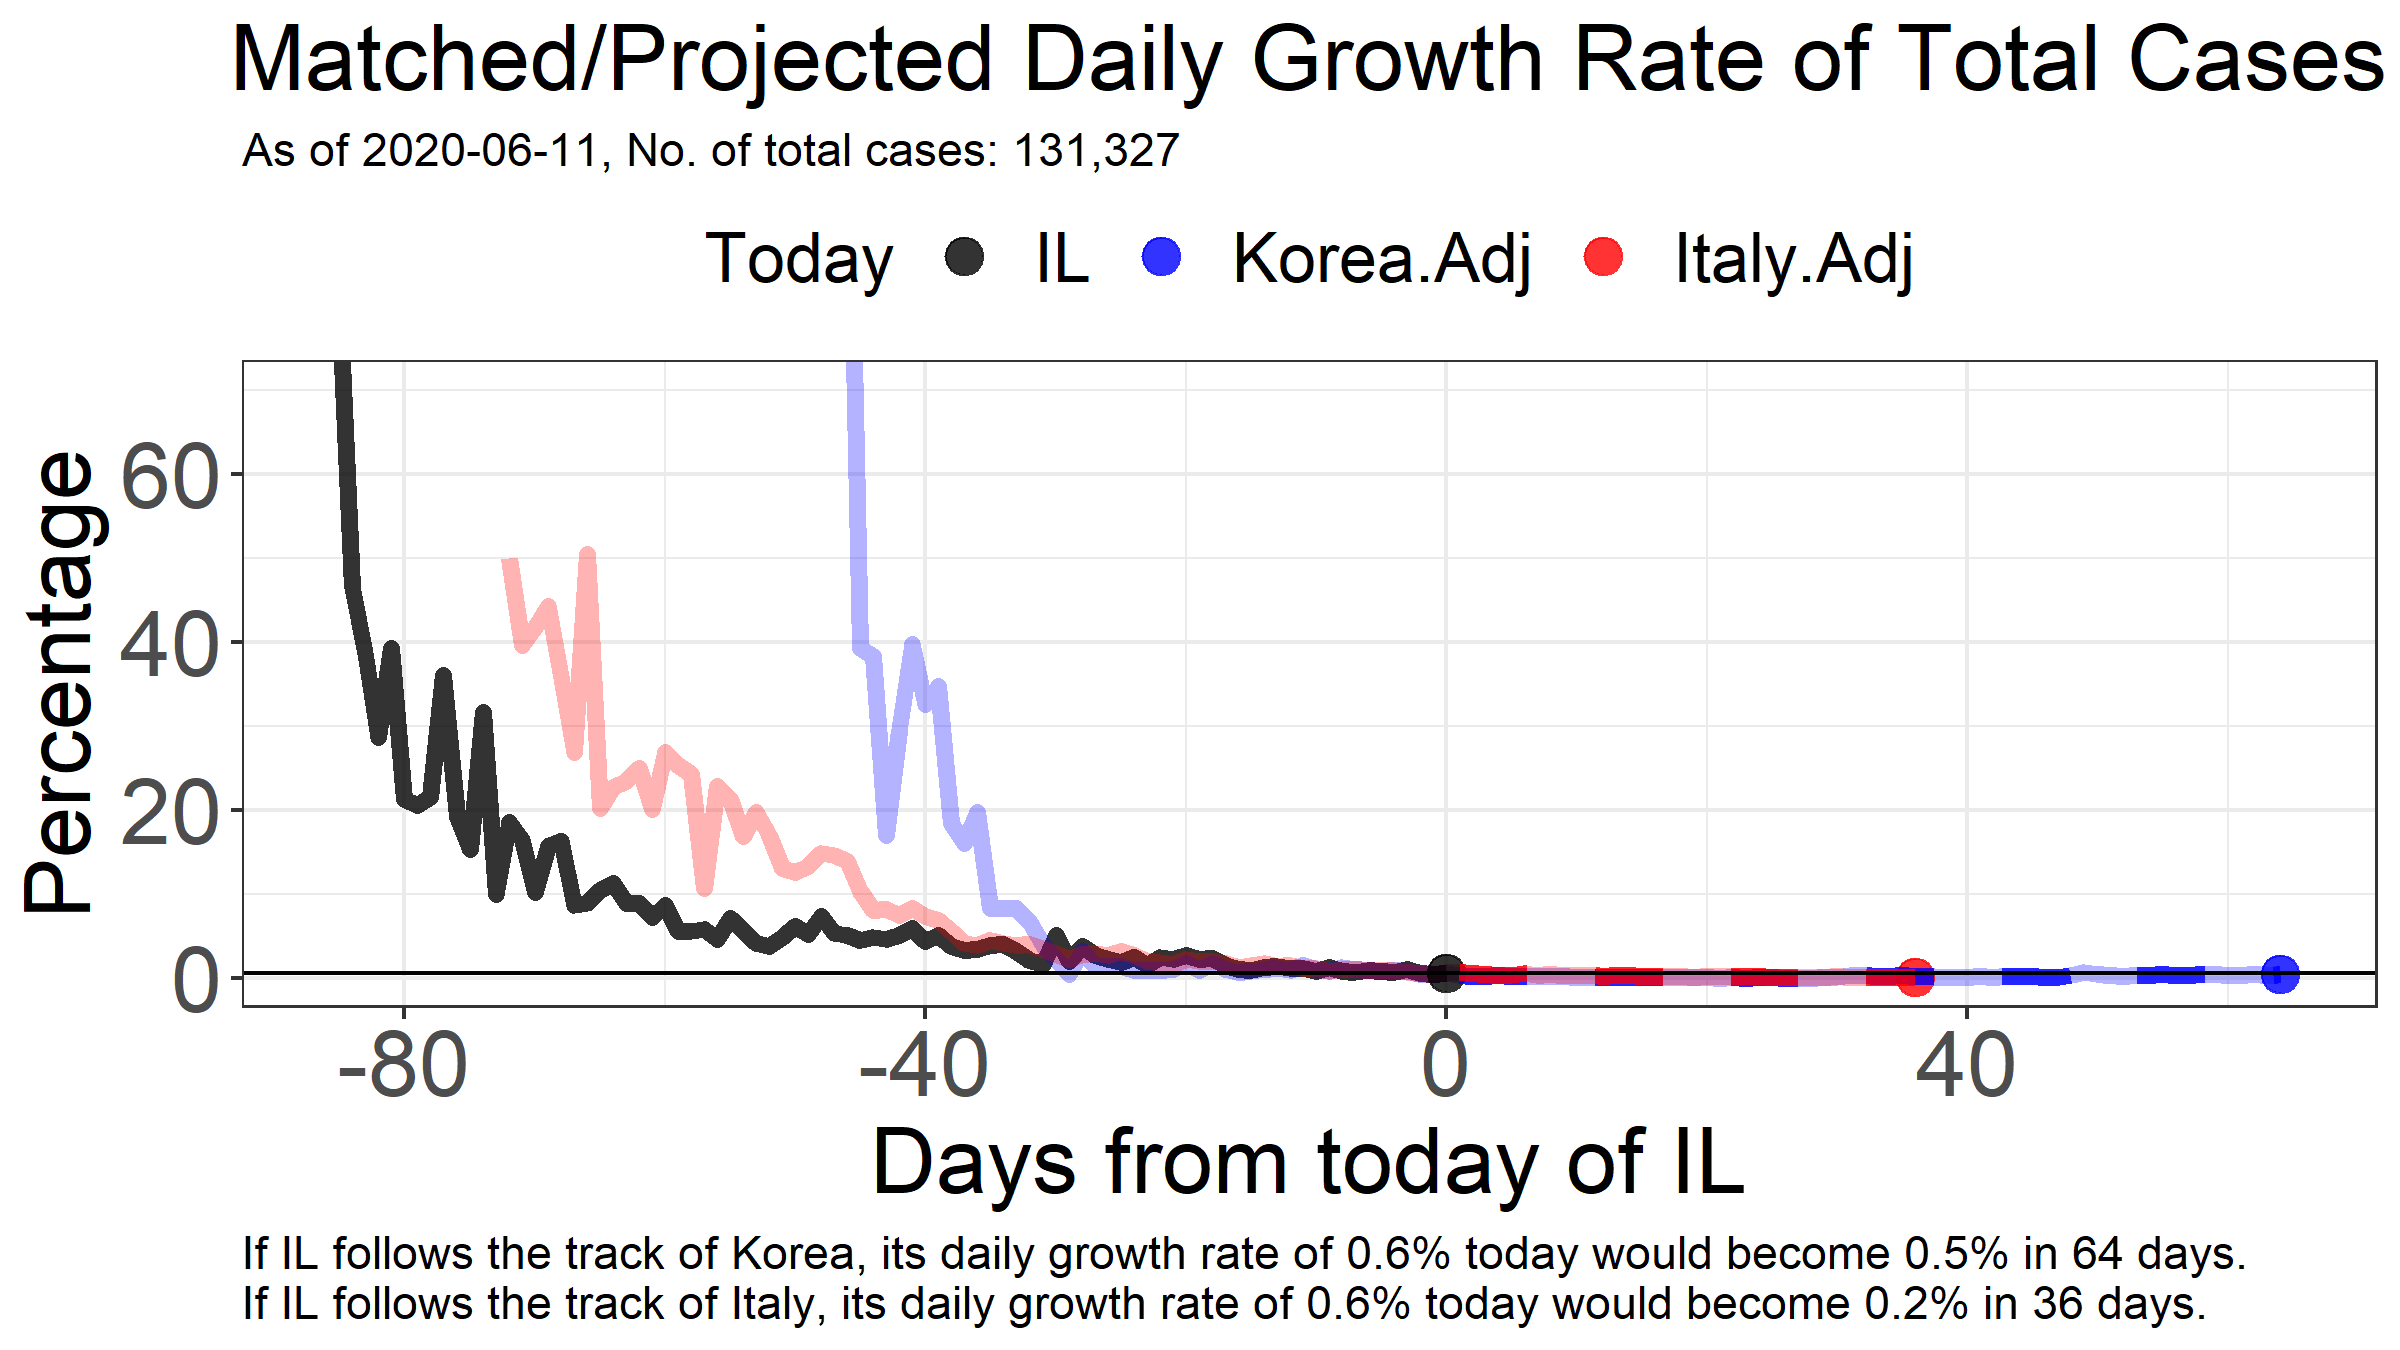 Matched/Projected Daily Growth Rate of Total Cases
As of 2020-06-11, No. of total cases: 131,327
Today IL Korea.Adj Italy.Adj
Percentage
60
40
20
0
-80 -40 0 40
Days from today of IL
If IL follows the track of Korea, its daily growth rate of 0.6% today would become 0.5% in 64 days.
If IL follows the track of Italy, its daily growth rate of 0.6% today would become 0.2% in 36 days.